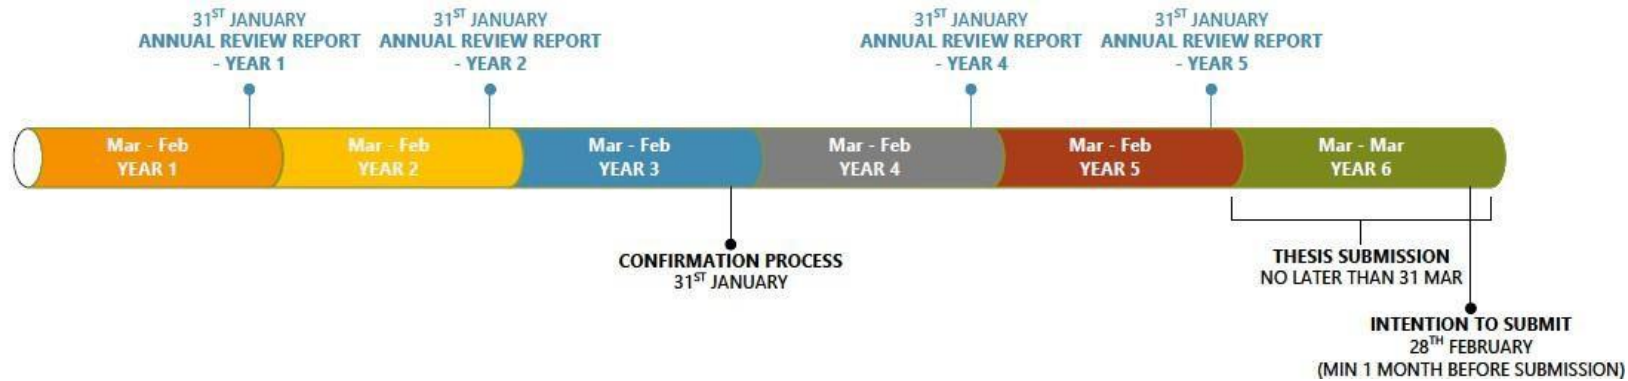 31ST JANUARY
ANNUAL REVIEW REPORT
- YEAR 1
31ST JANUARY
ANNUAL REVIEW REPORT
- YEAR 2
31ST JANUARY
ANNUAL REVIEW REPORT
- YEAR 4
31ST JANUARY
ANNUAL REVIEW REPORT
- YEAR 5
Mar - Feb
YEAR 1
Mar - Feb
YEAR 2
Mar - Feb
YEAR 3
Mar - Feb
YEAR 4
Mar - Feb
YEAR 5
Mar - Mar
YEAR 6
CONFIRMATION PROCESS
31ST JANUARY
THESIS SUBMISSION
NO LATER THAN 31 MAR
INTENTION TO SUBMIT
28TH FEBRUARY
(MIN 1 MONTH BEFORE SUBMISSION)